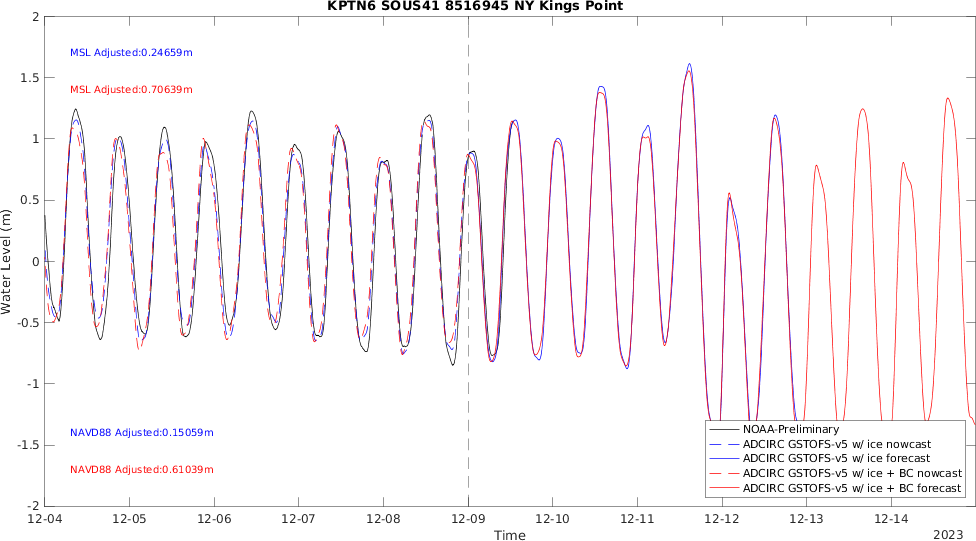 KPTN6 SOUS41 8516945 NY Kings Point
2
1.5
1
0.5
0
-0.5
-1
-1.5
-2
Water Level (m)
MSL Adjusted:0.24659m
MSL Adjusted:0.70639m
NAVD88 Adjusted:0.15059m
NAVD88 Adjusted:0.61039m
NOAA-Preliminary
ADCIRC GSTOFS-v5 w/ ice nowcast
ADCIRC GSTOFS-v5 w/ ice forecast
ADCIRC GSTOFS-v5 w/ ice + BC nowcast
ADCIRC GSTOFS-v5 w/ ice + BC forecast
12-04 12-05 12-06 12-07 12-08 12-09 12-10 12-11 12-12 12-13 12-14
Time
2023